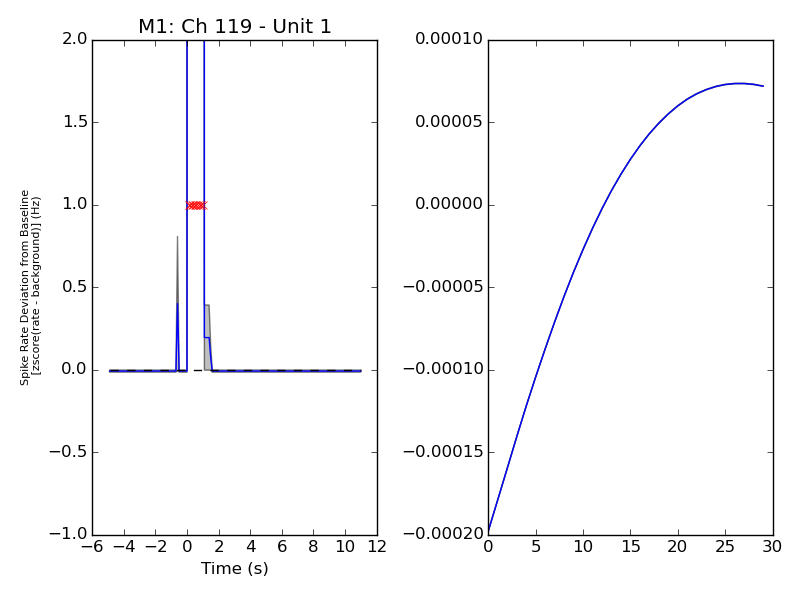 M1: Ch 119 - Unit 1
Spike Rate Deviation from Baseline
[zscore(rate - background)] (Hz)
2.0
1.5
1.0
0.5
0.0
−0.5
−1.0
−6 −4 −2 0 2 4 6 8 10 12
Time (s)
0.00010
0.00005
0.00000
−0.00005
−0.00010
−0.00015
−0.00020
0 5 10 15 20 25 30